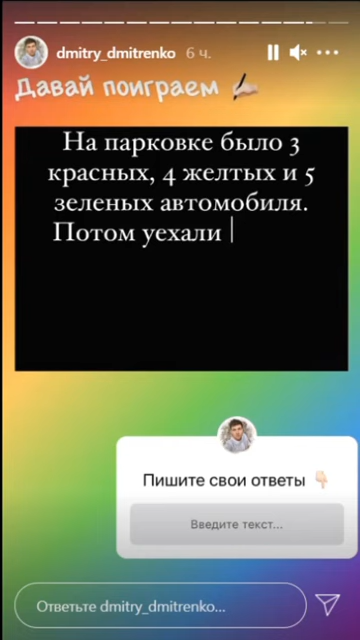 dmitry_dmitrenko 6 ч.
Давай поиграем ✍🏻
На парковке было 3
красных, 4 желтых и 5
зеленых автомобиля.
Потом уехали |
Пишите свои ответы 👇🏻
Введите текст...
Ответьте dmitry_dmitrenko...